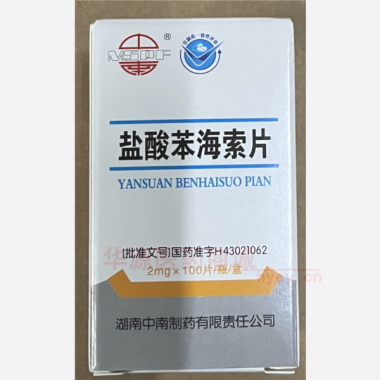 NSPF
®
盐酸苯海索片
YANSUAN BENHAISUO PIAN
[批准文号]国药准字H43021062
2mg×100片/瓶/盒
湖南中南制药有限责任公司